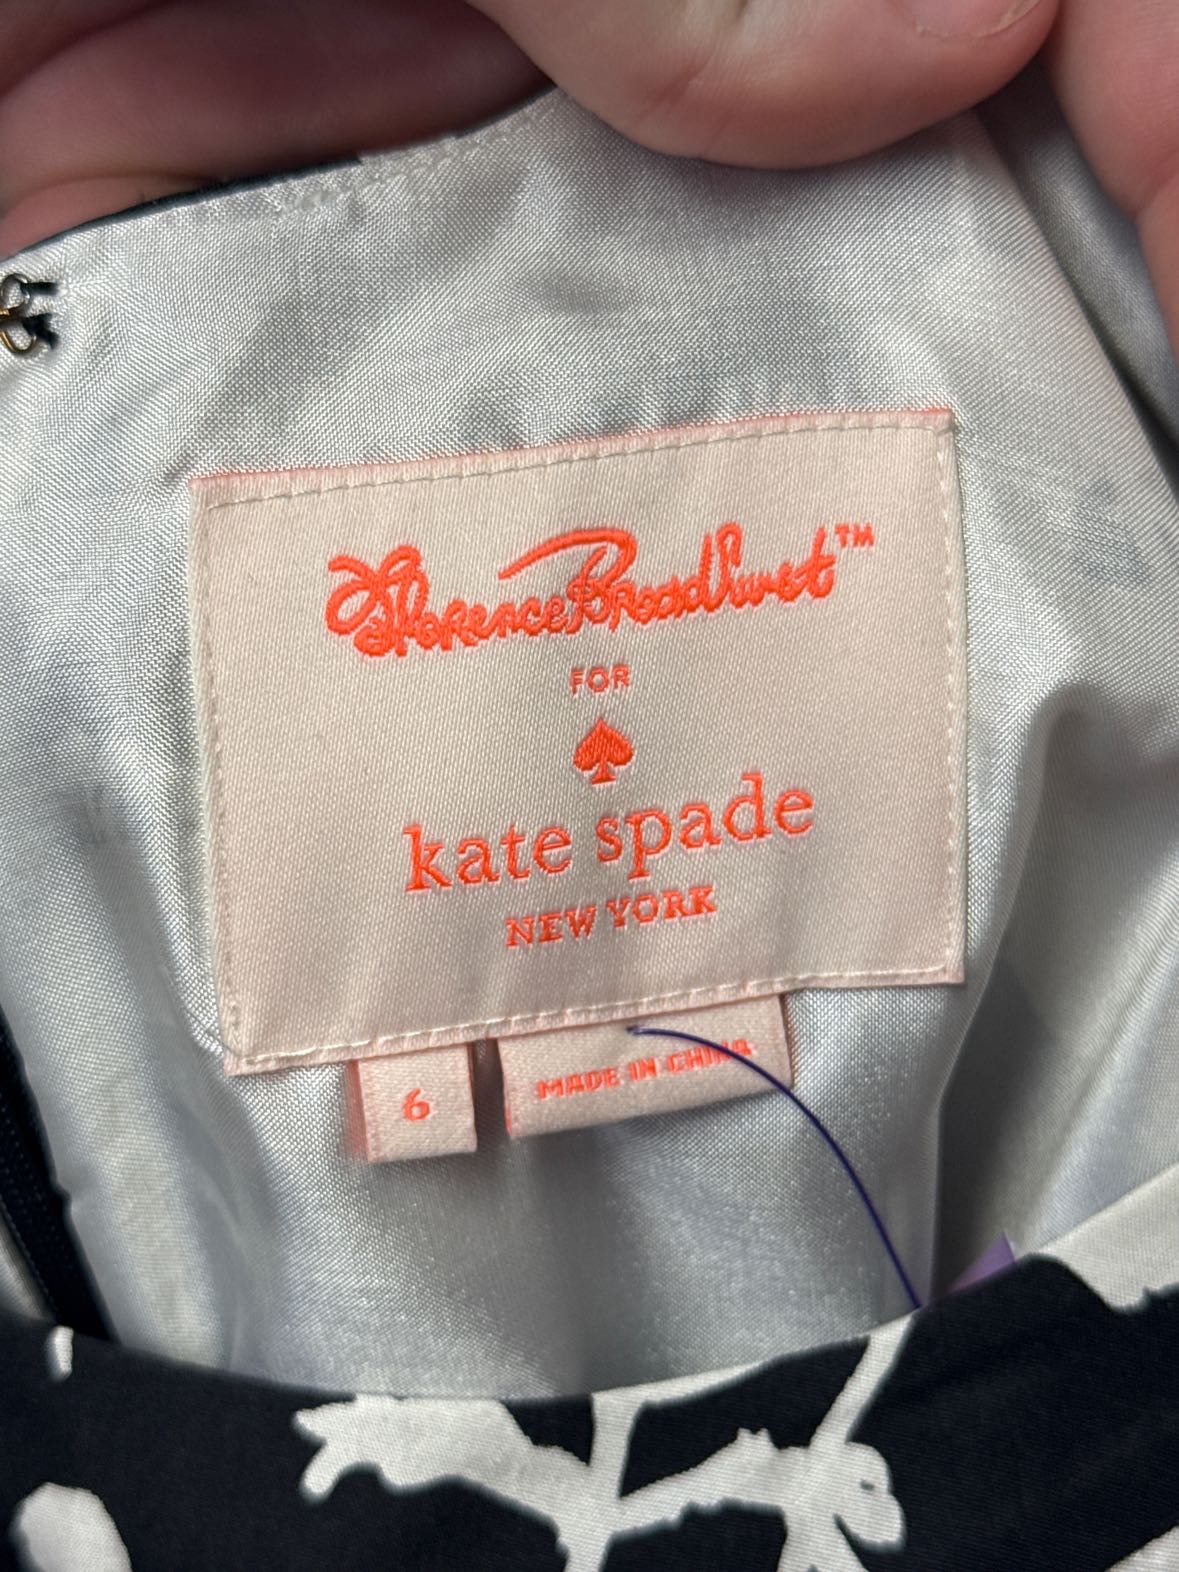 Florence Broadhurst™
FOR
kate spade
NEW YORK
6
MADE IN CHINA